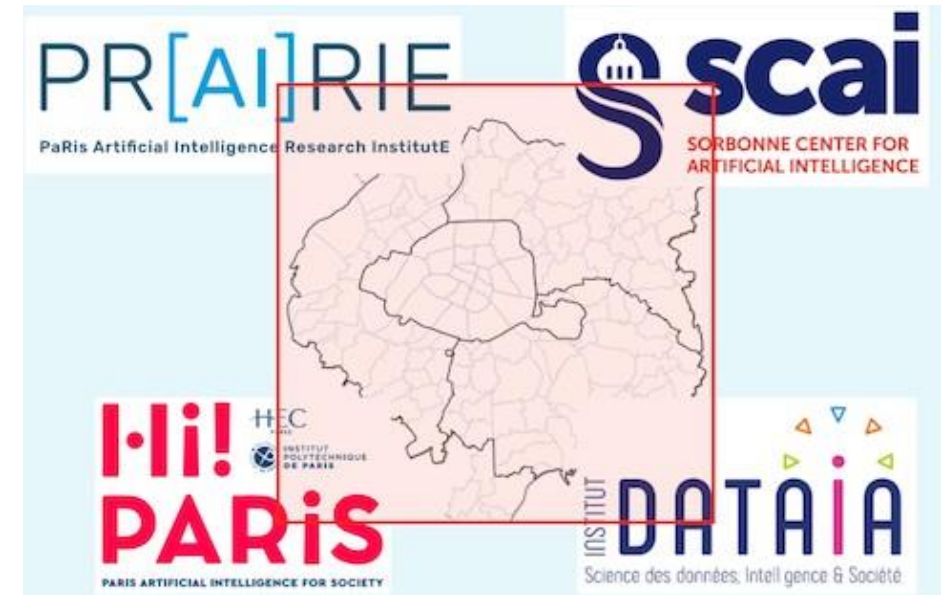 PR[AI]RIE
PaRis Artificial Intelligence Research InstitutE
scai
SORBONNE CENTER FOR
ARTIFICIAL INTELLIGENCE
Hi!
PARiS
HEC
PARIS
INSTITUT
POLYTECHNIQUE
DE PARIS
PARIS ARTIFICIAL INTELLIGENCE FOR SOCIETY
INSTITUT
DATAiA
Science des données, Intelligence & Société